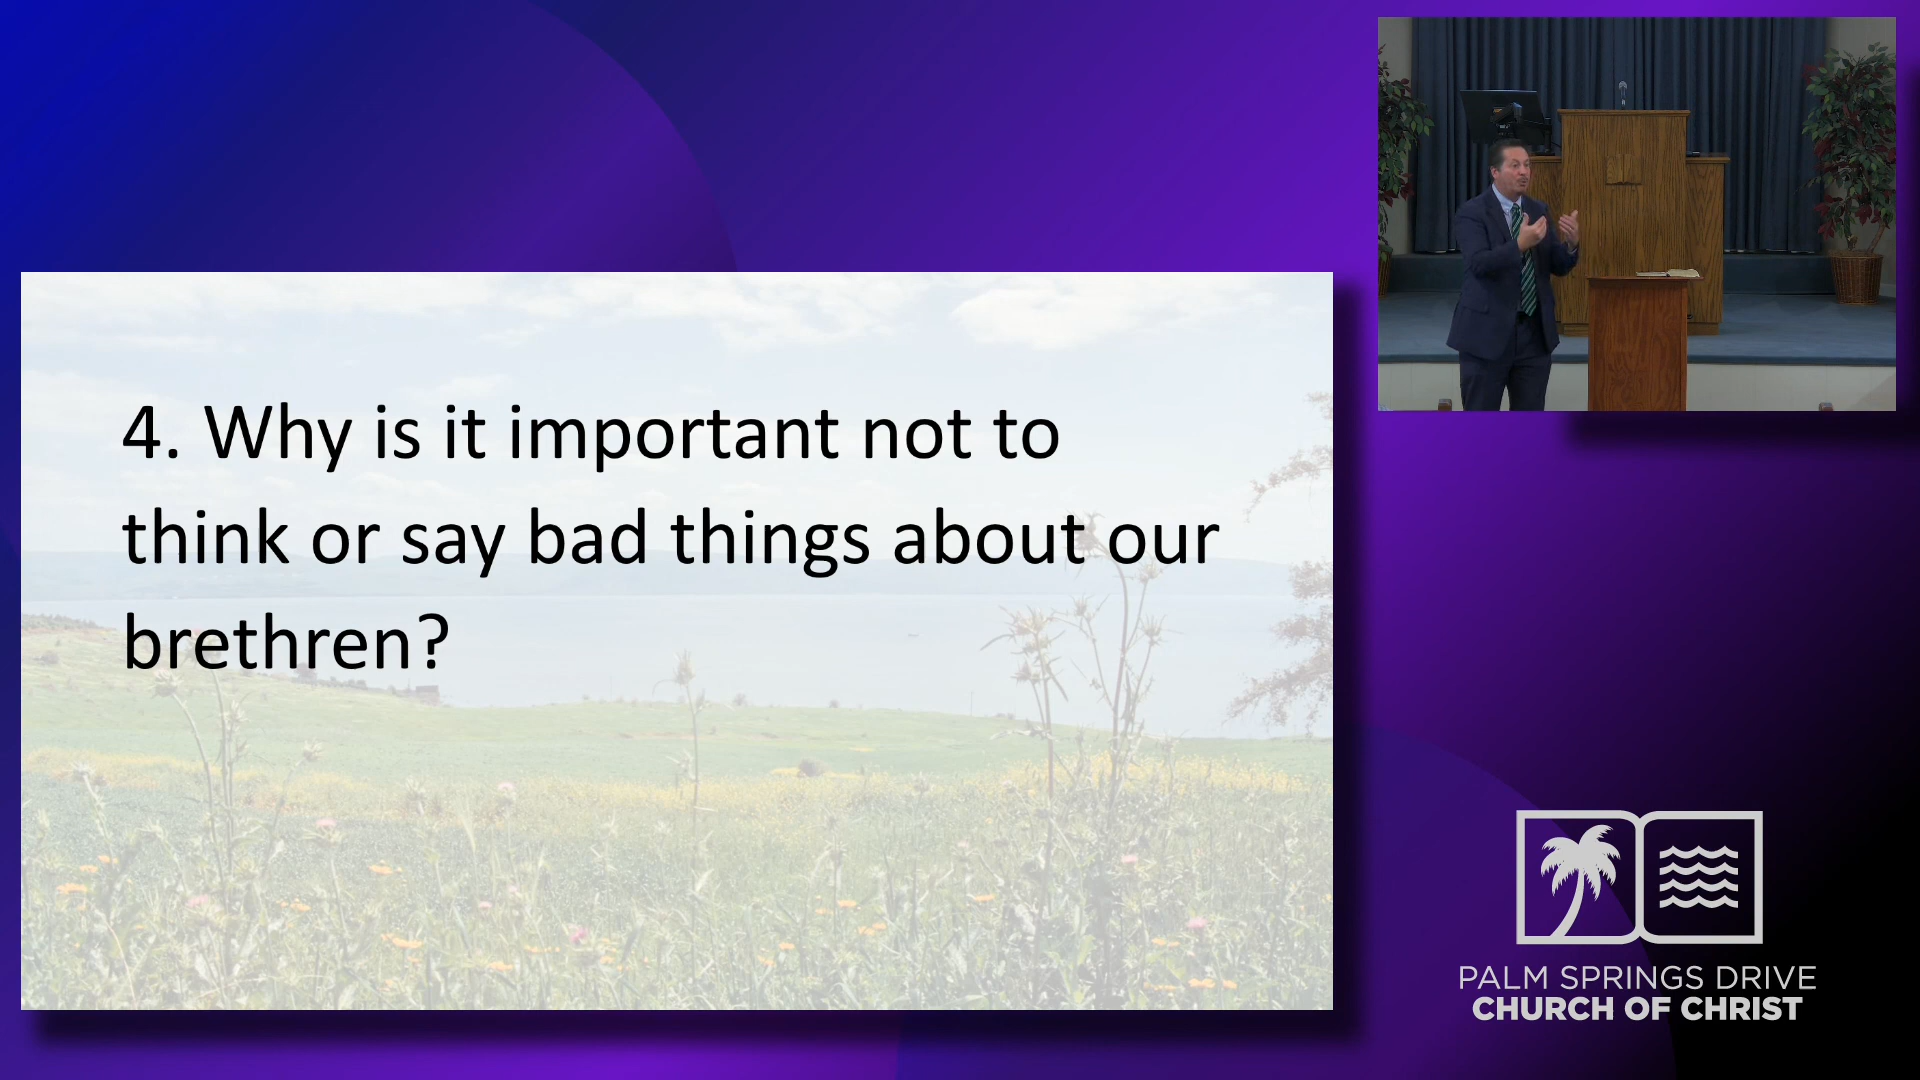 4. Why is it important not to
think or say bad things about our
brethren?
PALM SPRINGS DRIVE
CHURCH OF CHRIST